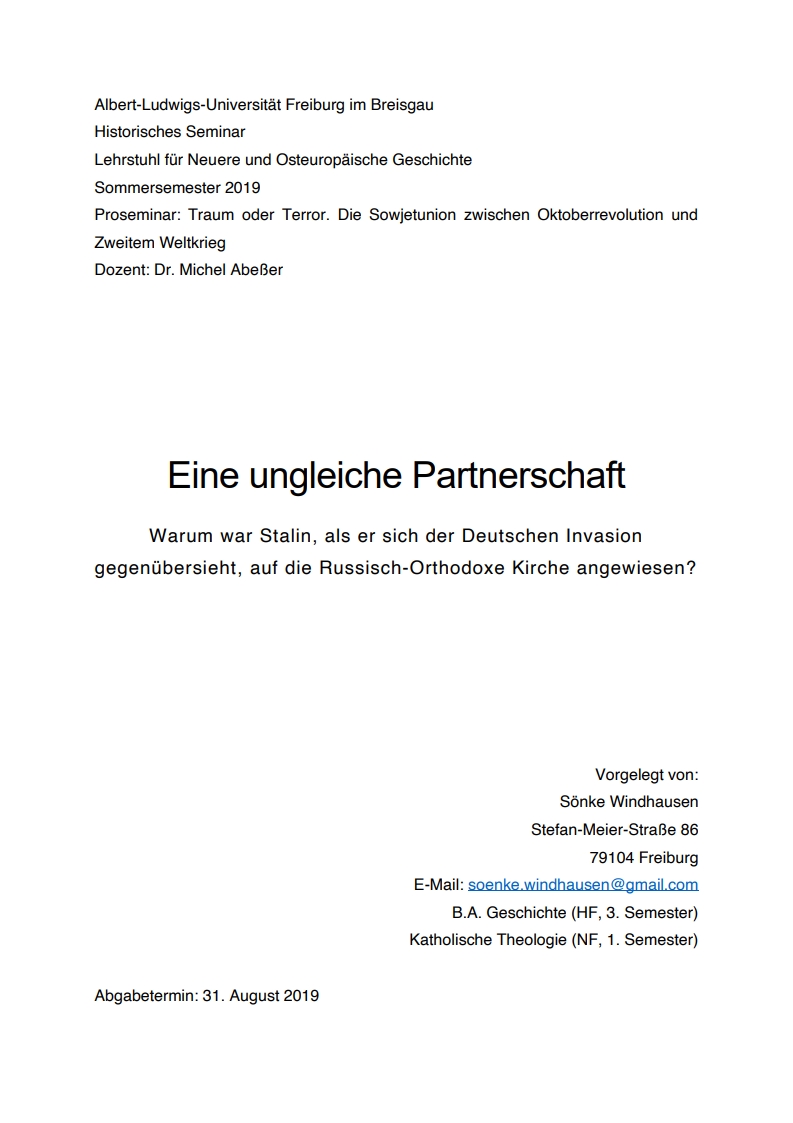 Albert-Ludwigs-Universität Freiburg im Breisgau
Historisches Seminar
Lehrstuhl für Neuere und Osteuropäische Geschichte
Sommersemester 2019
Proseminar: Traum oder Terror. Die Sowjetunion zwischen Oktoberrevolution und
Zweitem Weltkrieg
Dozent: Dr. Michel Abeßer
Eine ungleiche Partnerschaft
Warum war Stalin, als er sich der Deutschen Invasion
gegenübersieht, auf die Russisch-Orthodoxe Kirche angewiesen?
Vorgelegt von:
Sönke Windhausen
Stefan-Meier-Straße 86
79104 Freiburg
E-Mail: soenke.windhausen@gmail.com
B.A. Geschichte (HF, 3. Semester)
Katholische Theologie (NF, 1. Semester)
Abgabetermin: 31. August 2019